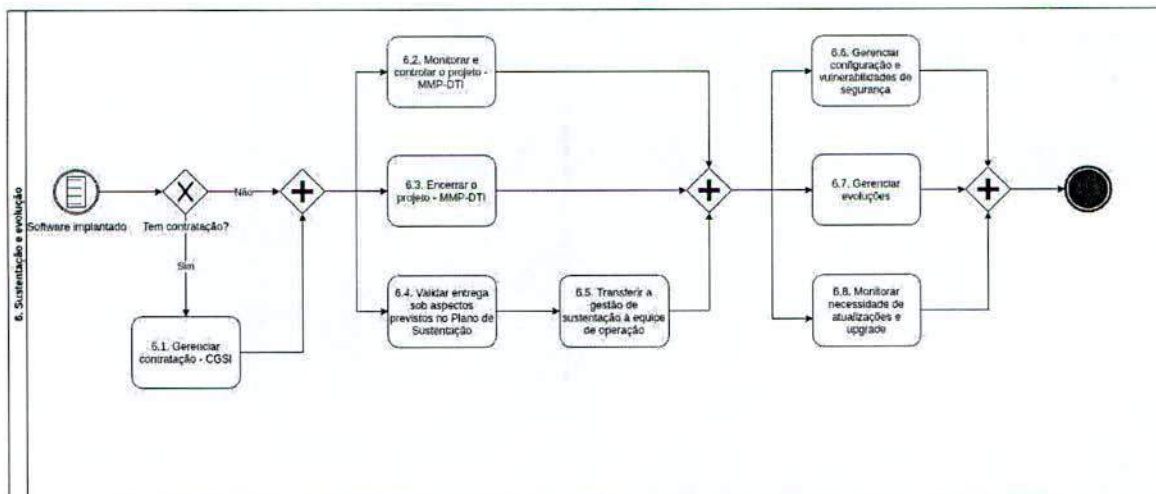 6. Sustentação e evolução
Software implantado
Tem contratação?
Não
Sim
6.1. Gerenciar
contratação - CGSI
6.2. Monitorar e
controlar o projeto -
MMP-DTI
6.3. Encerrar o
projeto - MMP-DTI
6.4. Validar entrega
sob aspectos
previstos no Plano de
Sustentação
6.5. Transferir a
gestão de
sustentação à equipe
de operação
6.6. Gerenciar
configuração e
vulnerabilidades de
segurança
6.7. Gerenciar
evoluções
6.8. Monitorar
necessidade de
atualizações e
upgrade